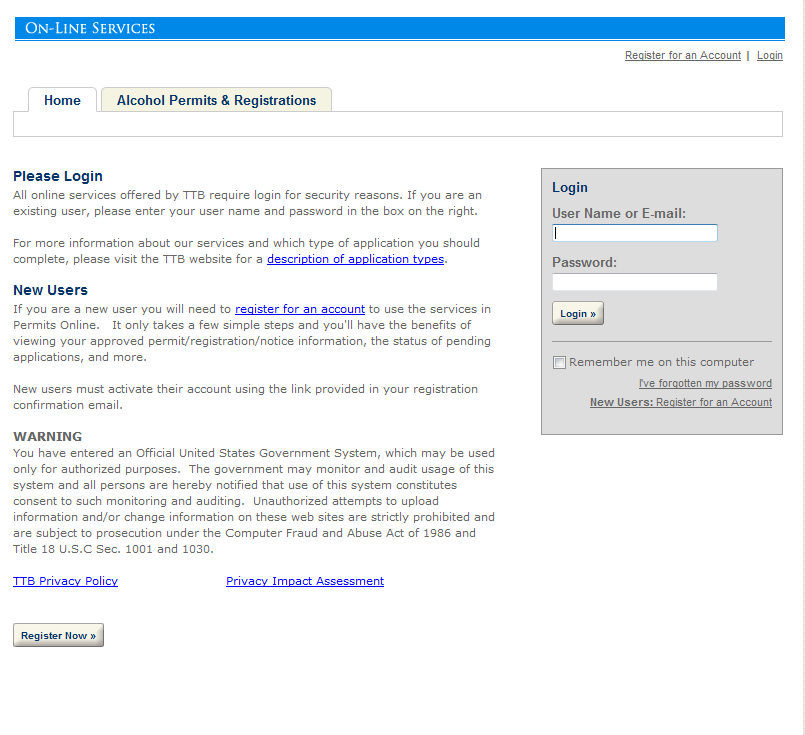 On-Line Services
Register for an Account | Login
Home
Alcohol Permits & Registrations
Please Login
All online services offered by TTB require login for security reasons. If you are an
existing user, please enter your user name and password in the box on the right.
For more information about our services and which type of application you should
complete, please visit the TTB website for a description of application types.
New Users
If you are a new user you will need to register for an account to use the services in
Permits Online.   It only takes a few simple steps and you'll have the benefits of
viewing your approved permit/registration/notice information, the status of pending
applications, and more.
New users must activate their account using the link provided in your registration
confirmation email.
WARNING
You have entered an Official United States Government System, which may be used
only for authorized purposes.  The government may monitor and audit usage of this
system and all persons are hereby notified that use of this system constitutes
consent to such monitoring and auditing.  Unauthorized attempts to upload
information and/or change information on these web sites are strictly prohibited and
are subject to prosecution under the Computer Fraud and Abuse Act of 1986 and
Title 18 U.S.C Sec. 1001 and 1030.
TTB Privacy Policy
Privacy Impact Assessment
Register Now »
Login
User Name or E-mail:
Password:
Login »
Remember me on this computer
I've forgotten my password
New Users: Register for an Account